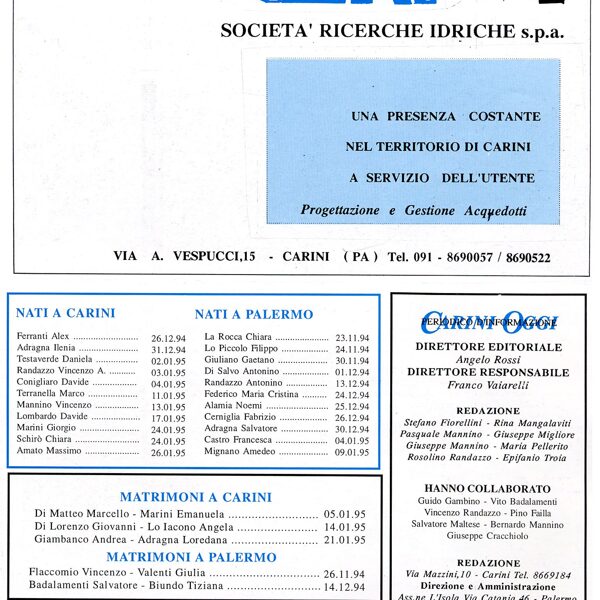 SOCIETA' RICERCHE IDRICHE s.p.a.
UNA PRESENZA COSTANTE
NEL TERRITORIO DI CARINI
A SERVIZIO DELL'UTENTE
Progettazione e Gestione Acquedotti
VIA A. VESPUCCI,15 - CARINI (PA) Tel. 091 - 8690057 / 8690522
NATI A CARINI
Ferranti Alex ........................ 26.12.94
Adragna Ilenia ..................... 31.12.94
Testaverde Daniela .............. 02.01.95
Randazzo Vincenzo A. ......... 03.01.95
Conigliaro Davide ................ 04.01.95
Terranella Marco .................. 11.01.95
Mannino Vincenzo ............... 13.01.95
Lombardo Davide ................ 17.01.95
Marini Giorgio ..................... 24.01.95
Schirò Chiara ....................... 24.01.95
Amato Massimo ................... 26.01.95
NATI A PALERMO
La Rocca Chiara ........................ 23.11.94
Lo Piccolo Filippo ..................... 24.11.94
Giuliano Gaetano ....................... 30.11.94
Di Salvo Antonino ..................... 01.12.94
Randazzo Antonino .................... 13.12.94
Federico Maria Cristina .............. 24.12.94
Alamia Noemi ........................... 25.12.94
Cerniglia Fabrizio ...................... 26.12.94
Adragna Salvatore ...................... 30.12.94
Castro Francesca ........................ 04.01.95
Mignano Amedeo ....................... 09.01.95
MATRIMONI A CARINI
Di Matteo Marcello - Marini Emanuela ........ 05.01.95
Di Lorenzo Giovanni - Lo Iacono Angela ...... 14.01.95
Giambanco Andrea - Adragna Loredana ....... 21.01.95
MATRIMONI A PALERMO
Flaccomio Vincenzo - Valenti Giulia ............ 26.11.94
Badalamenti Salvatore - Biundo Tiziana ....... 14.12.94
CARINI OGGI
PERIODICO D'INFORMAZIONE
DIRETTORE EDITORIALE
Angelo Rossi
DIRETTORE RESPONSABILE
Franco Vaiarelli
REDAZIONE
Stefano Fiorellini - Rina Mangalaviti
Pasquale Mannino - Giuseppe Migliore
Giuseppe Mannino - Maria Pellerito
Rosolino Randazzo - Epifanio Troia
HANNO COLLABORATO
Guido Gambino - Vito Badalamenti
Vincenzo Randazzo - Pino Failla
Salvatore Maltese - Bernardo Mannino
Giuseppe Cracchiolo
REDAZIONE
Via Mazzini,10 - Carini Tel. 8669184
Direzione e Amministrazione
Ass.ne L'Isola Via Catania 46 - Palermo